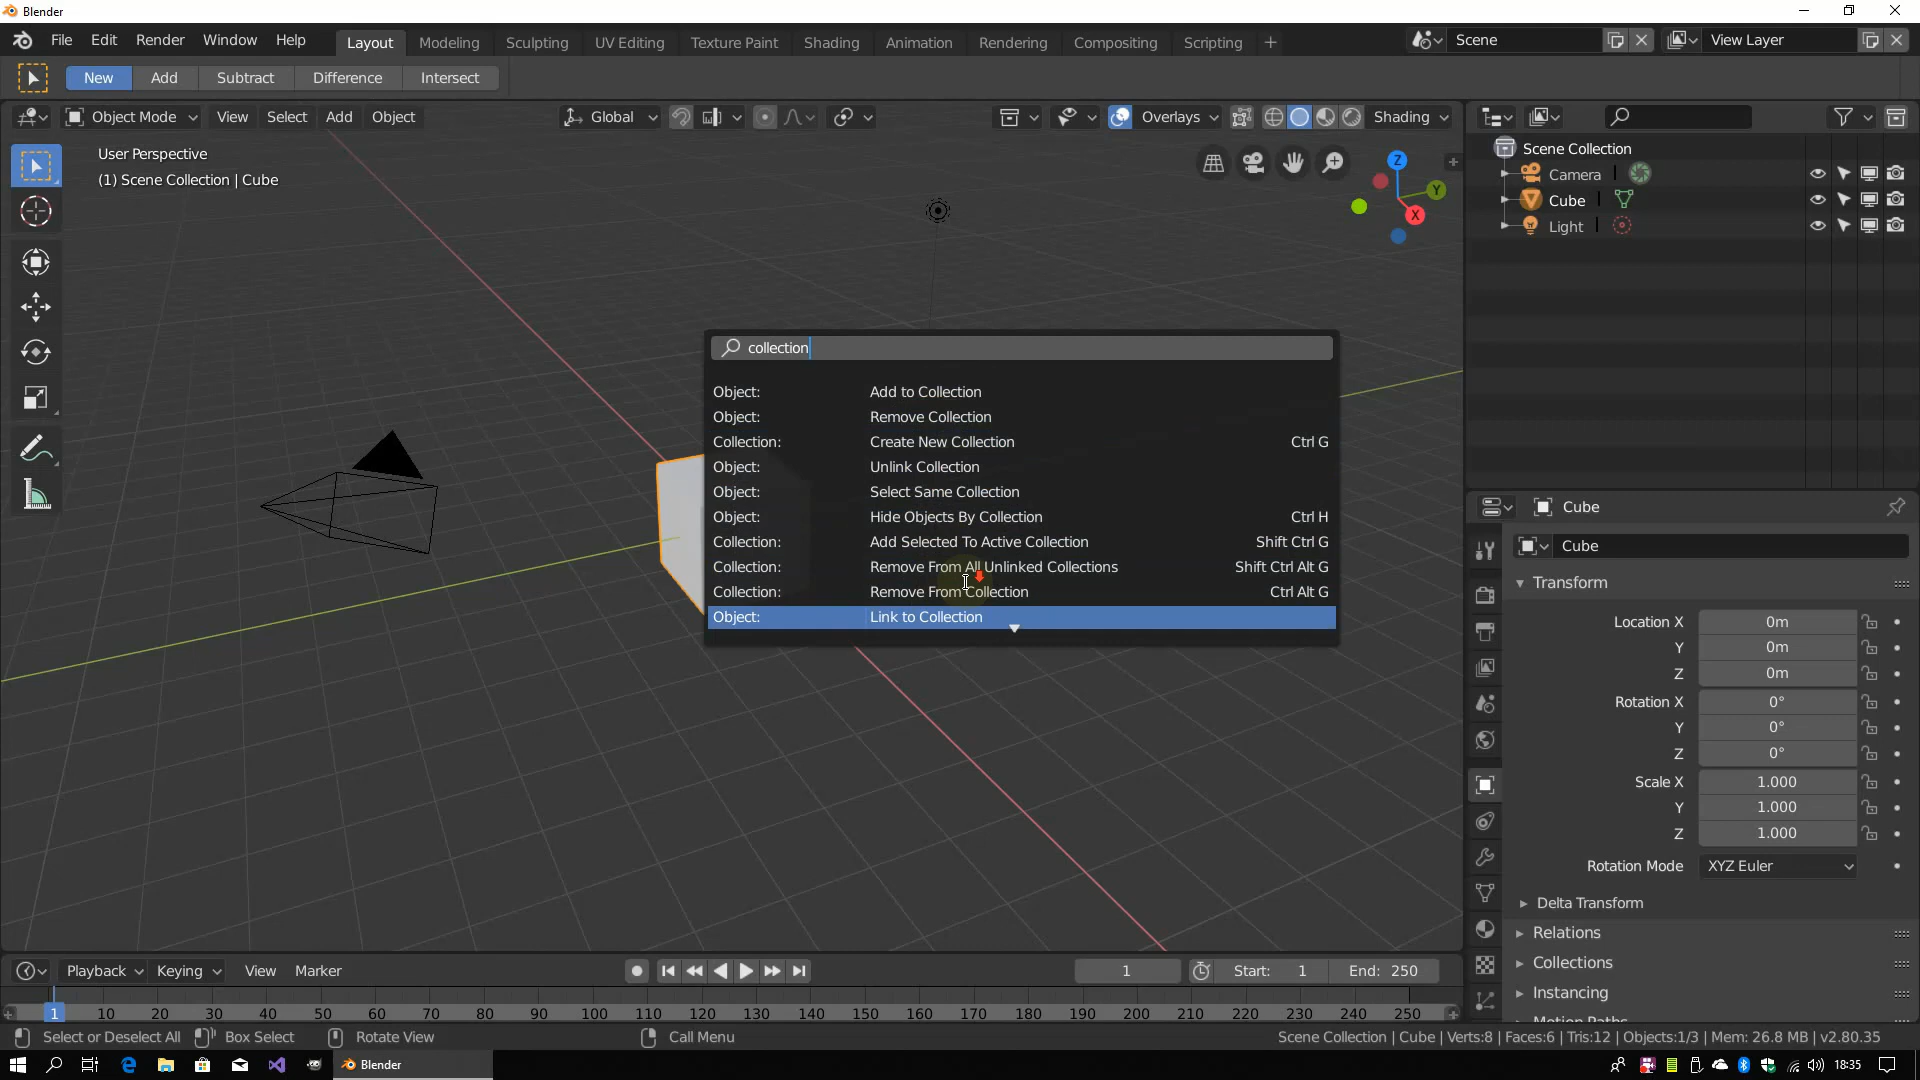 Blender
File Edit Render Window Help Layout Modeling Sculpting UV Editing Texture Paint Shading Animation Rendering Compositing Scripting + Scene View Layer
New Add Subtract Difference Intersect
Object Mode View Select Add Object Global Overlays Shading
User Perspective
(1) Scene Collection | Cube
Z
Y
X
Scene Collection
Camera
Cube
Light
collection
Object: Add to Collection
Object: Remove Collection
Collection: Create New Collection Ctrl G
Object: Unlink Collection
Object: Select Same Collection
Object: Hide Objects By Collection Ctrl H
Collection: Add Selected To Active Collection Shift Ctrl G
Collection: Remove From All Unlinked Collections Shift Ctrl Alt G
Collection: Remove From Collection Ctrl Alt G
Object: Link to Collection
Cube
Cube
Transform
Location X 0m
Y 0m
Z 0m
Rotation X 0°
Y 0°
Z 0°
Scale X 1.000
Y 1.000
Z 1.000
Rotation Mode XYZ Euler
Delta Transform
Relations
Collections
Instancing
Motion Paths
Playback Keying View Marker 1 Start: 1 End: 250
1 10 20 30 40 50 60 70 80 90 100 110 120 130 140 150 160 170 180 190 200 210 220 230 240 250
Select or Deselect All Box Select Rotate View Call Menu Scene Collection | Cube | Verts:8 | Faces:6 | Tris:12 | Objects:1/3 | Mem: 26.8 MB | v2.80.35
Blender 18:35